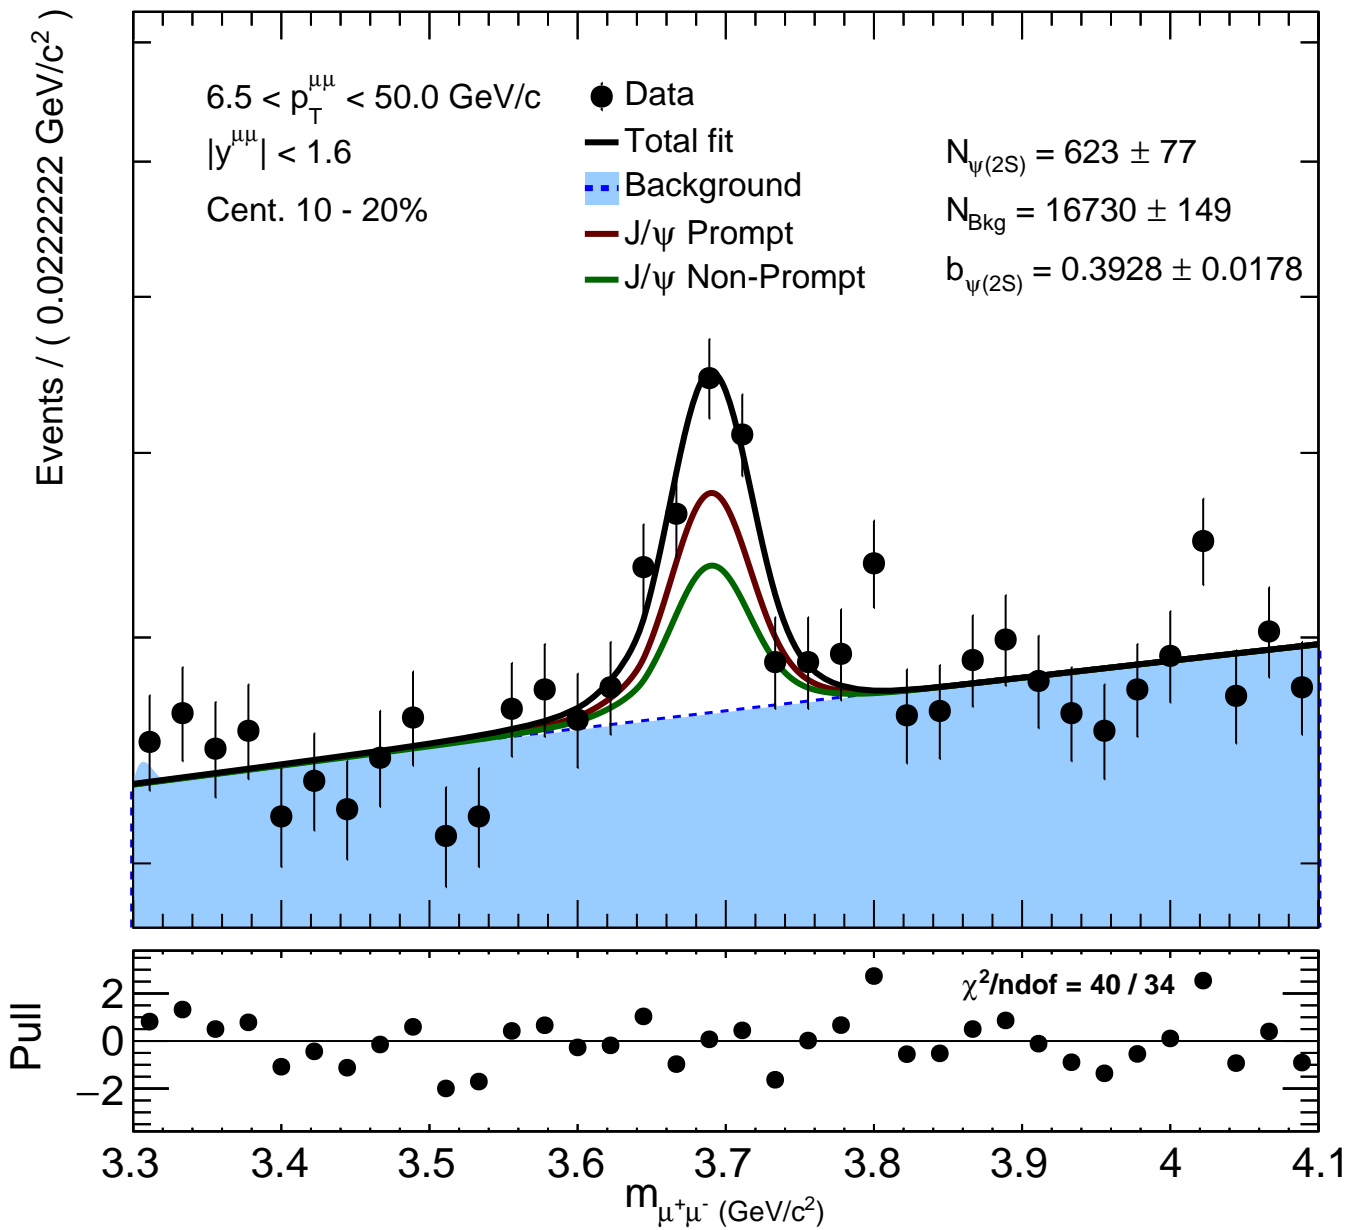 Events / ( 0.0222222 GeV/c² )
6.5 < p_T^μμ < 50.0 GeV/c
|y^μμ| < 1.6
Cent. 10 - 20%
Data
Total fit
Background
J/ψ Prompt
J/ψ Non-Prompt
N_ψ(2S) = 623 ± 77
N_Bkg = 16730 ± 149
b_ψ(2S) = 0.3928 ± 0.0178
Pull
2
0
−2
χ²/ndof = 40 / 34
3.3 3.4 3.5 3.6 3.7 3.8 3.9 4 4.1
m_μ⁺μ⁻ (GeV/c²)